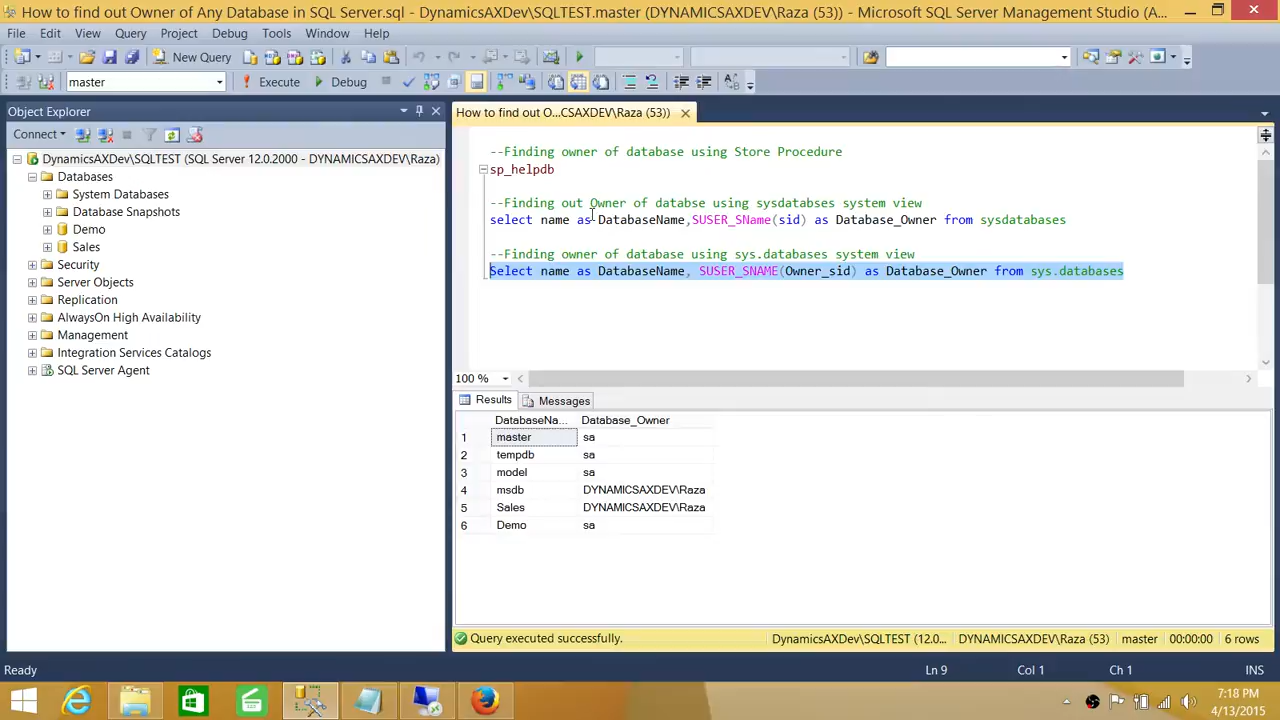 How to find out Owner of Any Database in SQL Server.sql - DynamicsAXDev\SQLTEST.master (DYNAMICSAXDEV\Raza (53)) - Microsoft SQL Server Management Studio (A...
File Edit View Query Project Debug Tools Window Help
New Query
master Execute Debug
Object Explorer
Connect
DynamicsAXDev\SQLTEST (SQL Server 12.0.2000 - DYNAMICSAXDEV\Raza)
Databases
System Databases
Database Snapshots
Demo
Sales
Security
Server Objects
Replication
AlwaysOn High Availability
Management
Integration Services Catalogs
SQL Server Agent
How to find out O...CSAXDEV\Raza (53))
--Finding owner of database using Store Procedure
sp_helpdb
--Finding out Owner of databse using sysdatabses system view
select name as DatabaseName,SUSER_SName(sid) as Database_Owner from sysdatabases
--Finding owner of database using sys.databases system view
Select name as DatabaseName, SUSER_SNAME(Owner_sid) as Database_Owner from sys.databases
100 %
Results Messages
DatabaseNa... Database_Owner
1 master sa
2 tempdb sa
3 model sa
4 msdb DYNAMICSAXDEV\Raza
5 Sales DYNAMICSAXDEV\Raza
6 Demo sa
Query executed successfully. DynamicsAXDev\SQLTEST (12.0... DYNAMICSAXDEV\Raza (53) master 00:00:00 6 rows
Ready Ln 9 Col 1 Ch 1 INS
7:18 PM
4/13/2015